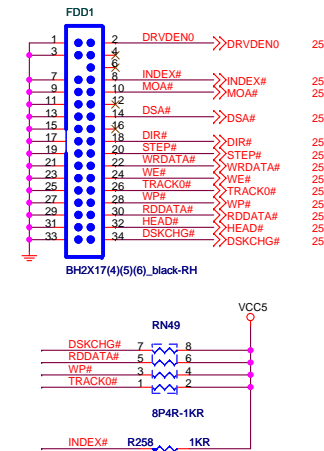 FDD1
1 2 DRVDEN0 DRVDEN0 25
3 4
6
7 8 INDEX# INDEX# 25
9 10 MOA# MOA# 25
11 12
13 14 DSA# DSA# 25
15 16
17 18 DIR# DIR# 25
19 20 STEP# STEP# 25
21 22 WRDATA# WRDATA# 25
23 24 WE# WE# 25
25 26 TRACK0# TRACK0# 25
27 28 WP# WP# 25
29 30 RDDATA# RDDATA# 25
31 32 HEAD# HEAD# 25
33 34 DSKCHG# DSKCHG# 25
BH2X17(4)(5)(6)_black-RH
VCC5
RN49
DSKCHG# 7 8
RDDATA# 5 6
WP# 3 4
TRACK0# 1 2
8P4R-1KR
INDEX# R258 1KR